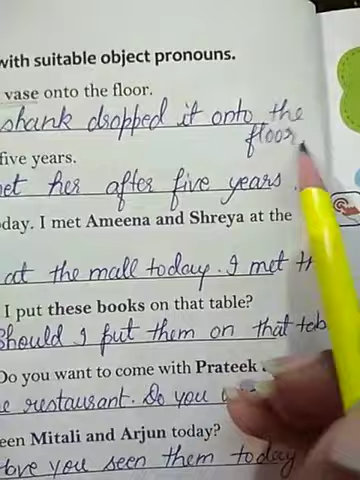 with suitable object pronouns.
vase onto the floor.
shank dropped it onto the
floor
five years.
met her after five years.
day. I met Ameena and Shreya at the
at the mall today. I met
I put these books on that table?
Should I put them on that tab
Do you want to come with Prateek
restaurant. Do you
een Mitali and Arjun today?
Have you seen them today